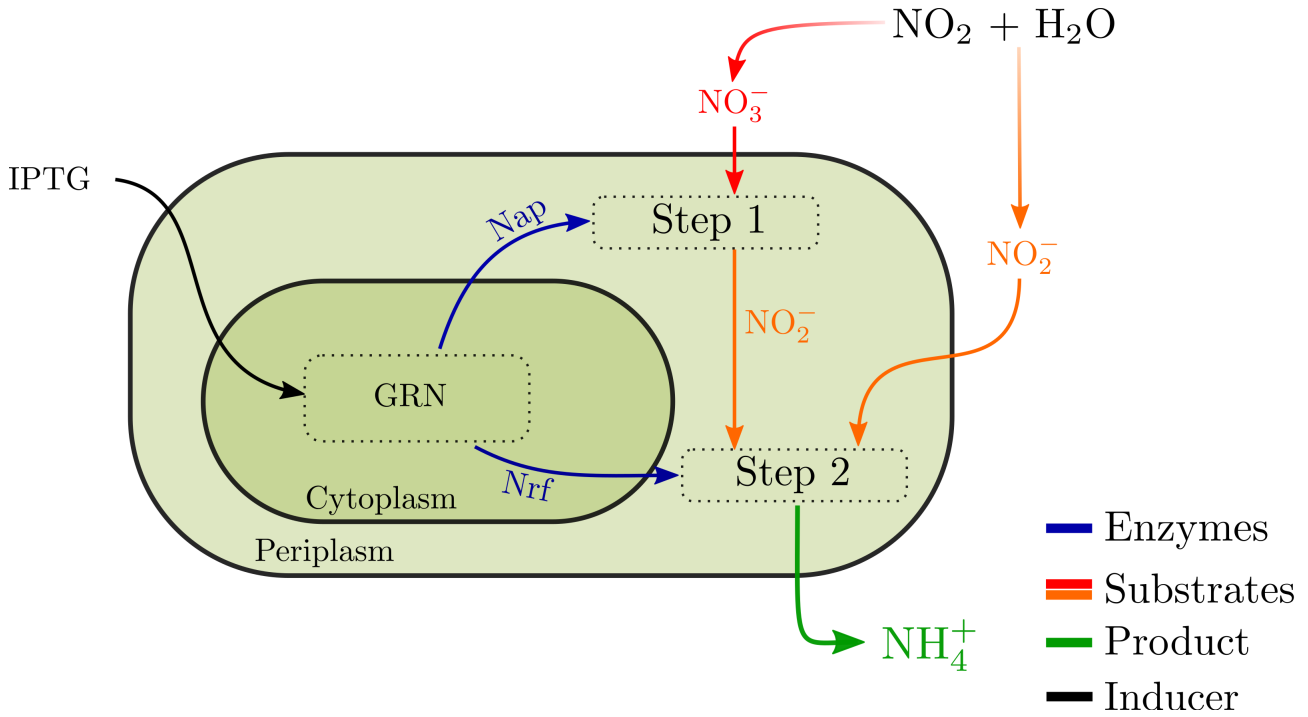 NO₂ + H₂O
NO₃⁻
IPTG
Nap
Step 1
NO₂⁻
NO₂⁻
GRN
Step 2
Nrf
Cytoplasm
Periplasm
Enzymes
Substrates
Product
NH₄⁺
Inducer